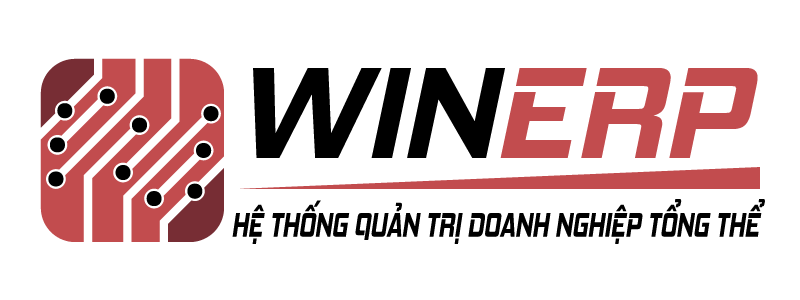 WINERP
HỆ THỐNG QUẢN TRỊ DOANH NGHIỆP TỔNG THỂ